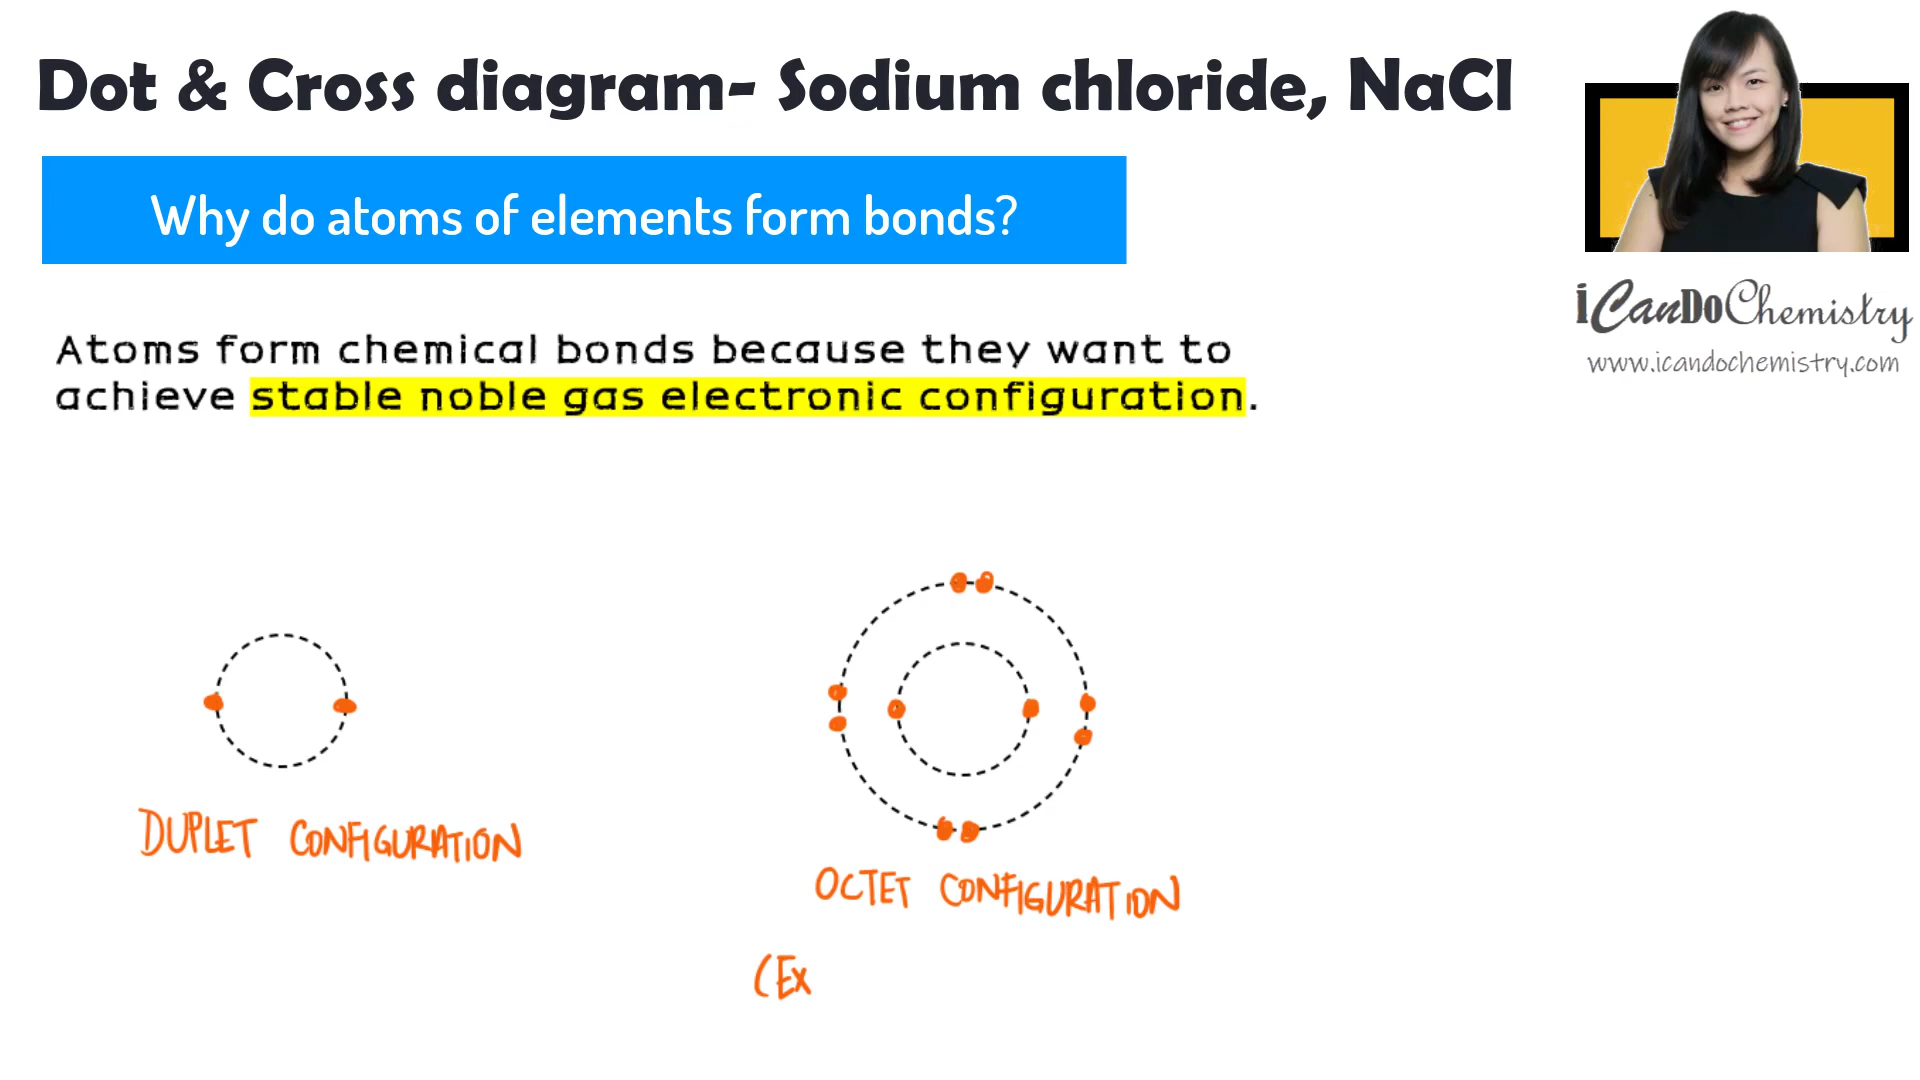 Dot & Cross diagram- Sodium chloride, NaCl
Why do atoms of elements form bonds?
iCanDoChemistry
www.icandochemistry.com
Atoms form chemical bonds because they want to
achieve stable noble gas electronic configuration.
DUPLET CONFIGURATION
OCTET CONFIGURATION
(Ex